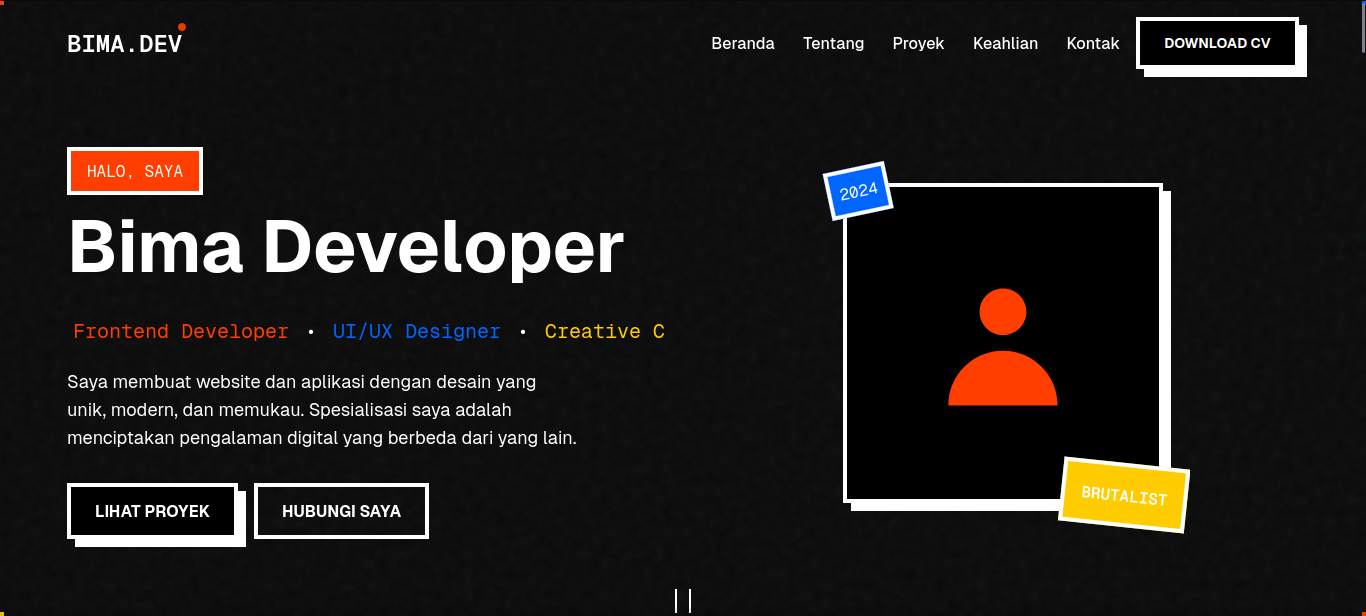 BIMA.DEV
Beranda
Tentang
Proyek
Keahlian
Kontak
DOWNLOAD CV
HALO, SAYA
Bima Developer
Frontend Developer • UI/UX Designer • Creative C
Saya membuat website dan aplikasi dengan desain yang
unik, modern, dan memukau. Spesialisasi saya adalah
menciptakan pengalaman digital yang berbeda dari yang lain.
LIHAT PROYEK
HUBUNGI SAYA
2024
BRUTALIST